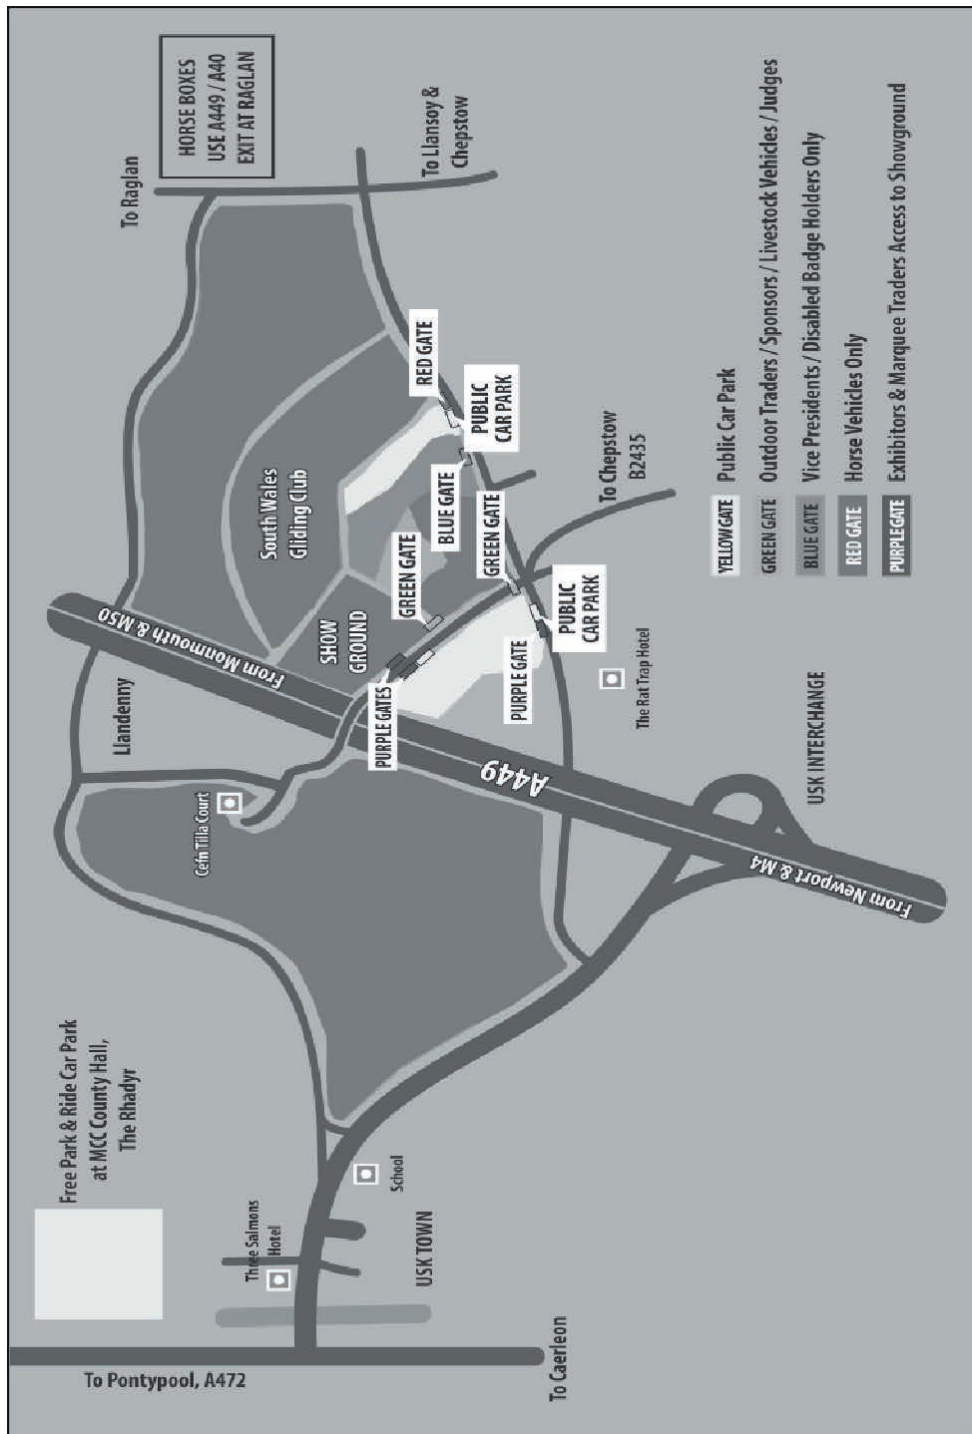 Free Park & Ride Car Park
at MCC County Hall,
The Rhadyr
To Pontypool, A472
Three Salmons
Hotel
USK TOWN
School
To Caerleon
Cefn Tilla Court
Llandenny
From Monmouth & M50
A449
From Newport & M4
USK INTERCHANGE
South Wales
Gliding Club
SHOW
GROUND
PURPLE GATES
GREEN GATE
BLUE GATE
GREEN GATE
RED GATE
PUBLIC
CAR PARK
PURPLE GATE
PUBLIC
CAR PARK
The Rat Trap Hotel
To Chepstow
B2435
To Raglan
HORSE BOXES
USE A449 / A40
EXIT AT RAGLAN
To Llansoy &
Chepstow
YELLOW GATE Public Car Park
GREEN GATE Outdoor Traders / Sponsors / Livestock Vehicles / Judges
BLUE GATE Vice Presidents / Disabled Badge Holders Only
RED GATE Horse Vehicles Only
PURPLE GATE Exhibitors & Marquee Traders Access to Showground